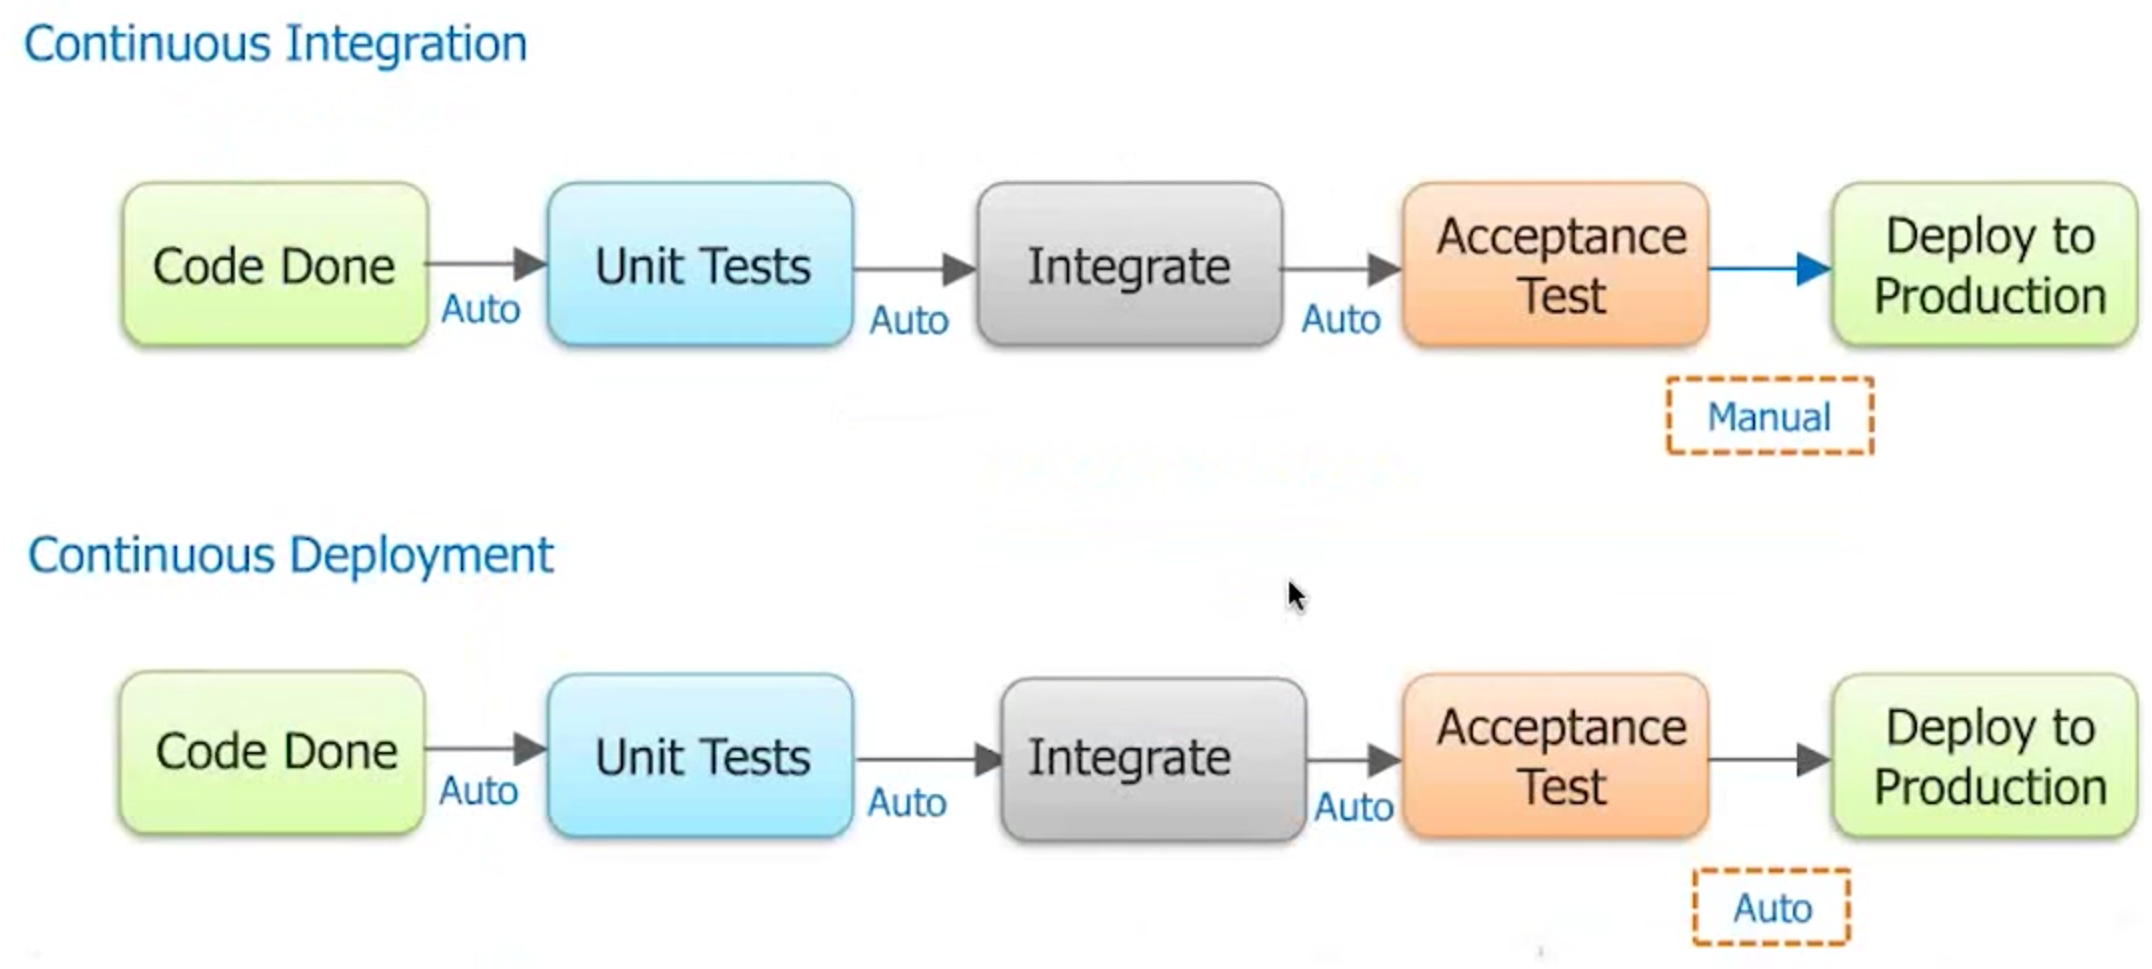 Continuous Integration
Code Done
Auto
Unit Tests
Auto
Integrate
Auto
Acceptance
Test
Deploy to
Production
Manual
Continuous Deployment
Code Done
Auto
Unit Tests
Auto
Integrate
Auto
Acceptance
Test
Deploy to
Production
Auto